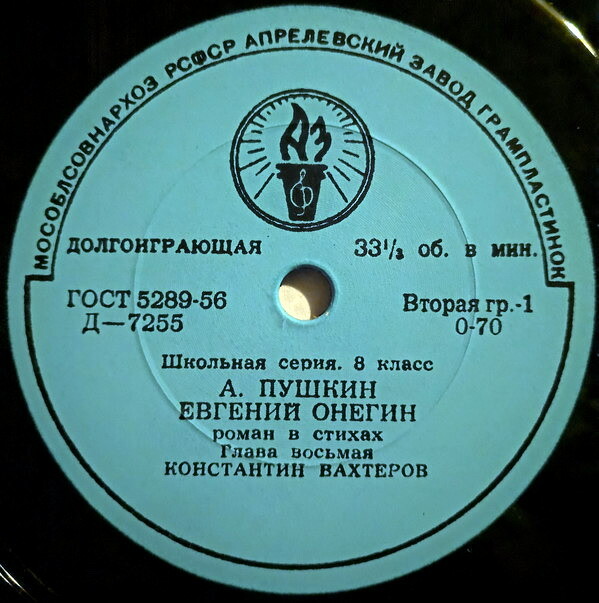 МОСОБЛСОВНАРХОЗ РСФСР АПРЕЛЕВСКИЙ ЗАВОД ГРАМПЛАСТИНОК
АЗ
ДОЛГОИГРАЮЩАЯ 33⅓ об. в мин.
ГОСТ 5289-56 Вторая гр.-1
Д—7255 0-70
Школьная серия. 8 класс
А. ПУШКИН
ЕВГЕНИЙ ОНЕГИН
роман в стихах
Глава восьмая
КОНСТАНТИН ВАХТЕРОВ